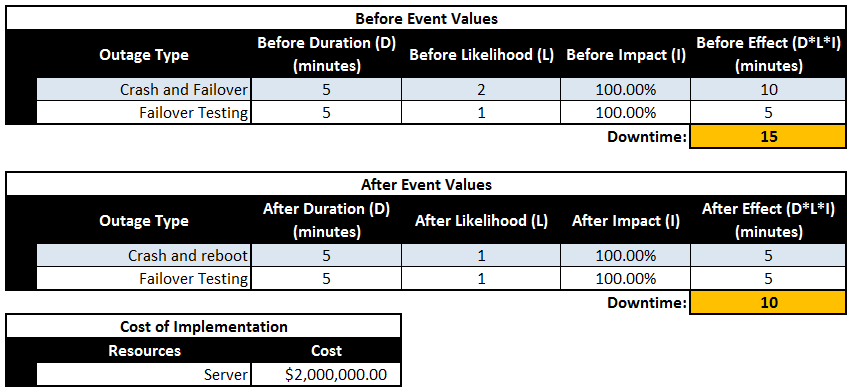 Before Event Values
Outage Type Before Duration (D) (minutes) Before Likelihood (L) Before Impact (I) Before Effect (D*L*I) (minutes)
Crash and Failover 5 2 100.00% 10
Failover Testing 5 1 100.00% 5
Downtime: 15
After Event Values
Outage Type After Duration (D) (minutes) After Likelihood (L) After Impact (I) After Effect (D*L*I) (minutes)
Crash and reboot 5 1 100.00% 5
Failover Testing 5 1 100.00% 5
Downtime: 10
Cost of Implementation
Resources Cost
Server $2,000,000.00